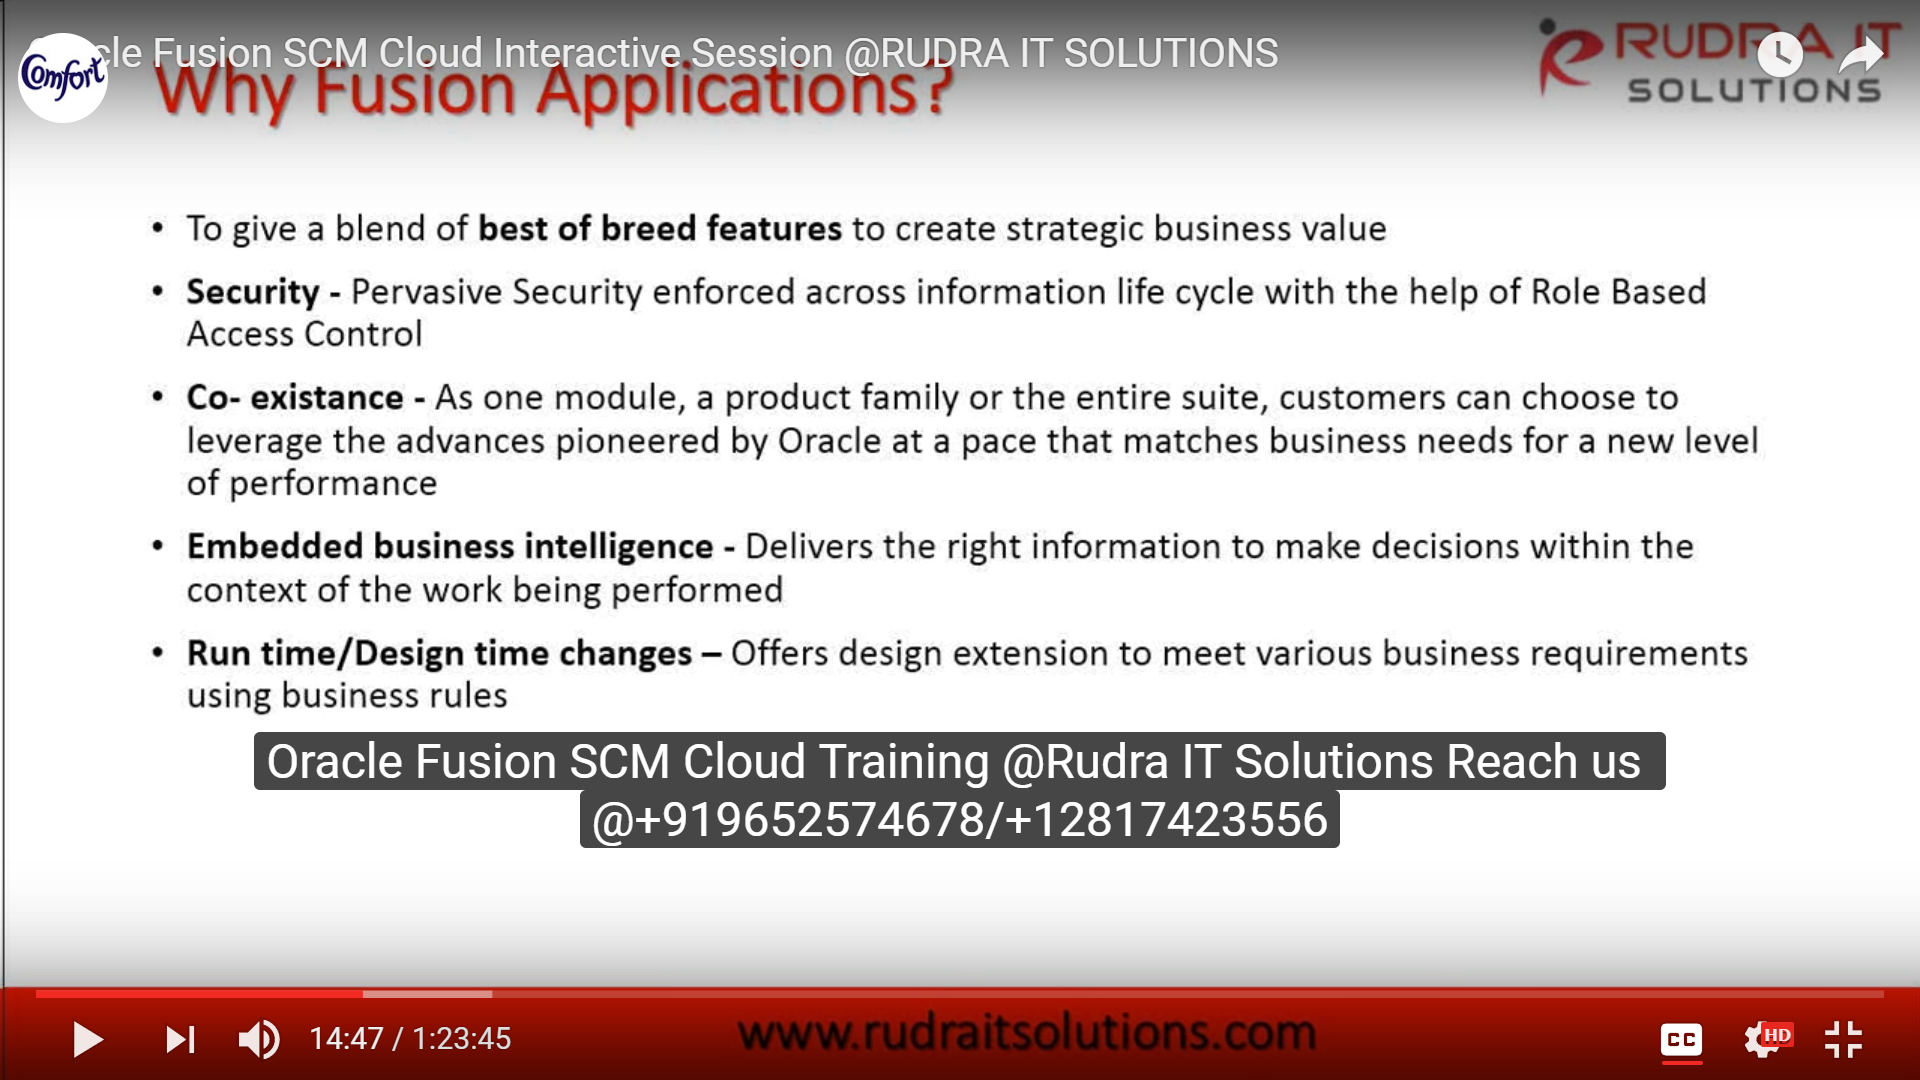 cle Fusion SCM Cloud Interactive Session @RUDRA IT SOLUTIONS
Comfort
Why Fusion Applications?
RUDRA IT
SOLUTIONS
• To give a blend of best of breed features to create strategic business value
• Security - Pervasive Security enforced across information life cycle with the help of Role Based
Access Control
• Co- existance - As one module, a product family or the entire suite, customers can choose to
leverage the advances pioneered by Oracle at a pace that matches business needs for a new level
of performance
• Embedded business intelligence - Delivers the right information to make decisions within the
context of the work being performed
• Run time/Design time changes – Offers design extension to meet various business requirements
using business rules
Oracle Fusion SCM Cloud Training @Rudra IT Solutions Reach us
@+919652574678/+12817423556
14:47 / 1:23:45
www.rudraitsolutions.com
CC
HD